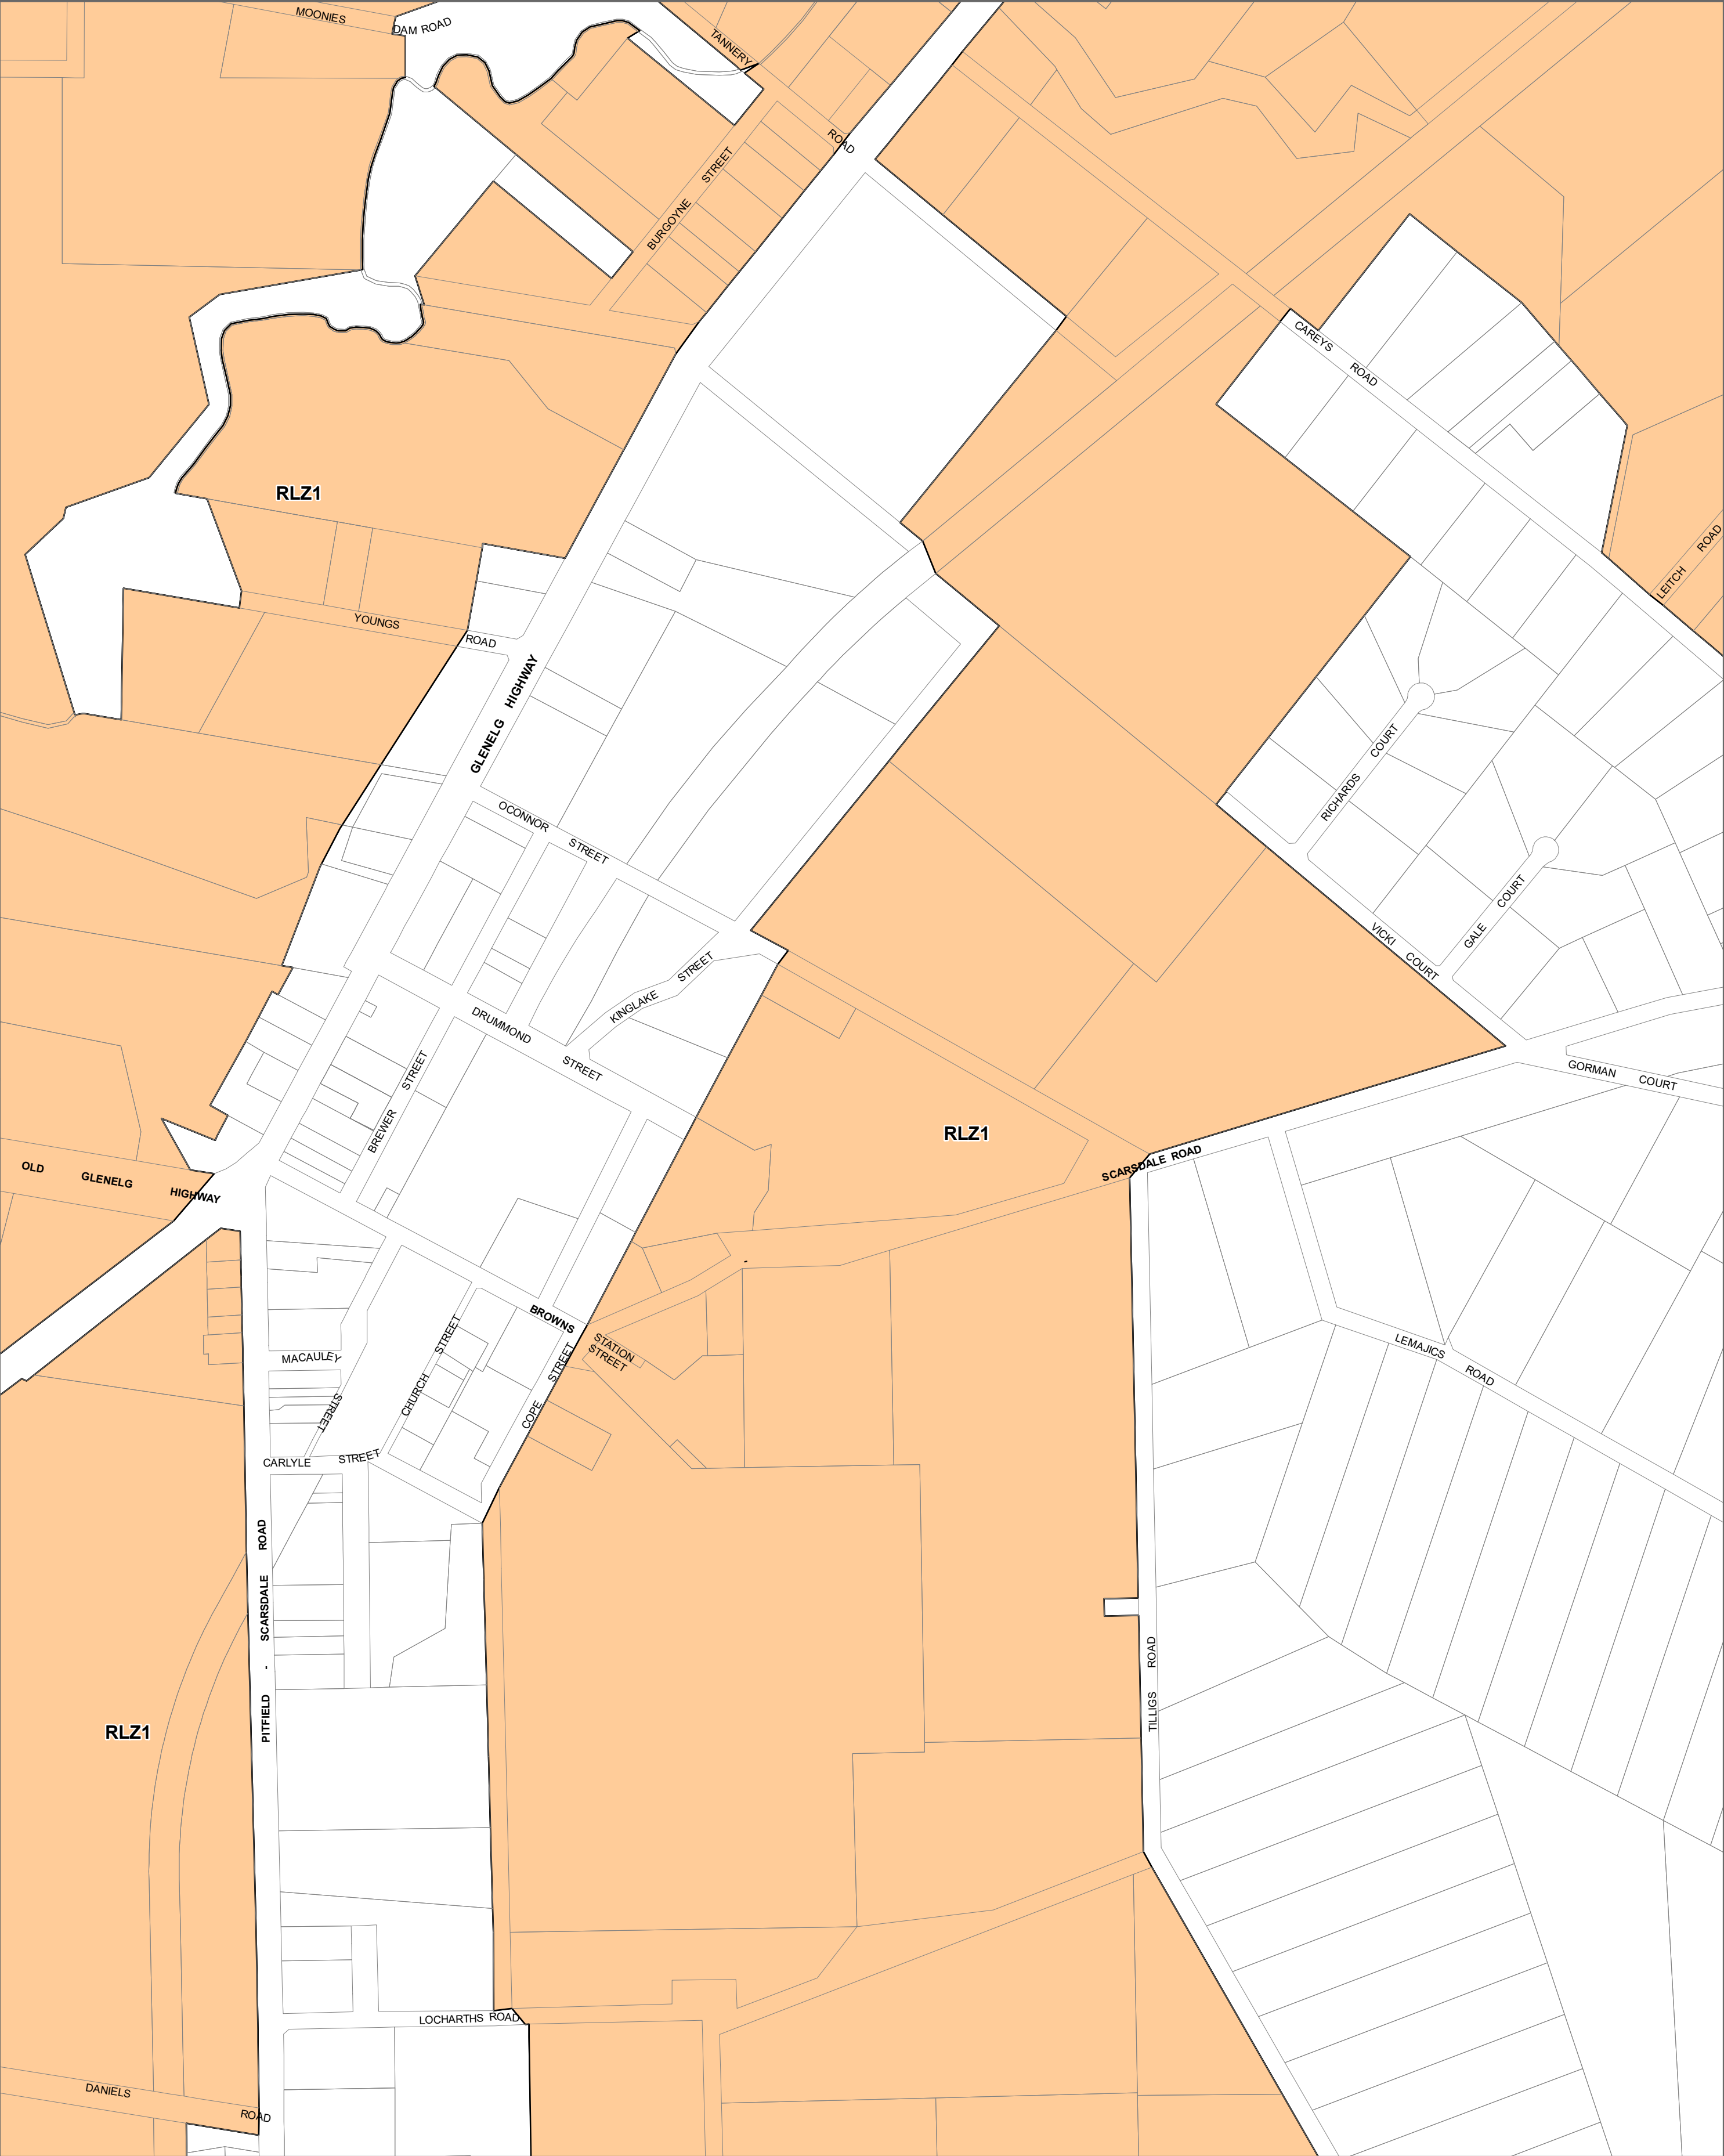 MOONIES
DAM ROAD
TANNERY
ROAD
STREET
BURGOYNE
CAREYS
ROAD
RLZ1
ROAD
LEITCH
YOUNGS
ROAD
GLENELG HIGHWAY
RICHARDS COURT
OCONNOR
STREET
GALE COURT
VICKI
COURT
KINGLAKE STREET
DRUMMOND
STREET
BREWER STREET
GORMAN COURT
RLZ1
SCARSDALE ROAD
OLD GLENELG HIGHWAY
BROWNS
STATION
STREET
LEMAJICS
ROAD
MACAULEY
STREET
CHURCH STREET
COPE STREET
CARLYLE STREET
PITFIELD - SCARSDALE ROAD
TILLIGS ROAD
RLZ1
LOCHARTHS ROAD
DANIELS
ROAD